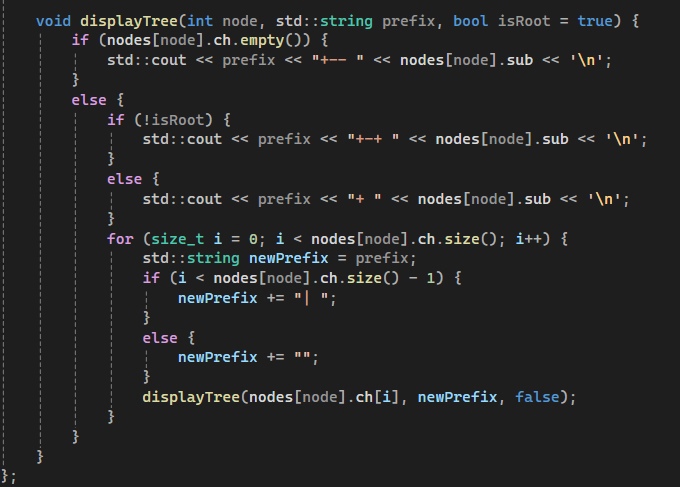 void displayTree(int node, std::string prefix, bool isRoot = true) {
if (nodes[node].ch.empty()) {
std::cout << prefix << "+-- " << nodes[node].sub << '\n';
}
else {
if (!isRoot) {
std::cout << prefix << "+-+ " << nodes[node].sub << '\n';
}
else {
std::cout << prefix << "+ " << nodes[node].sub << '\n';
}
for (size_t i = 0; i < nodes[node].ch.size(); i++) {
std::string newPrefix = prefix;
if (i < nodes[node].ch.size() - 1) {
newPrefix += "| ";
}
else {
newPrefix += "";
}
displayTree(nodes[node].ch[i], newPrefix, false);
}
}
}
};